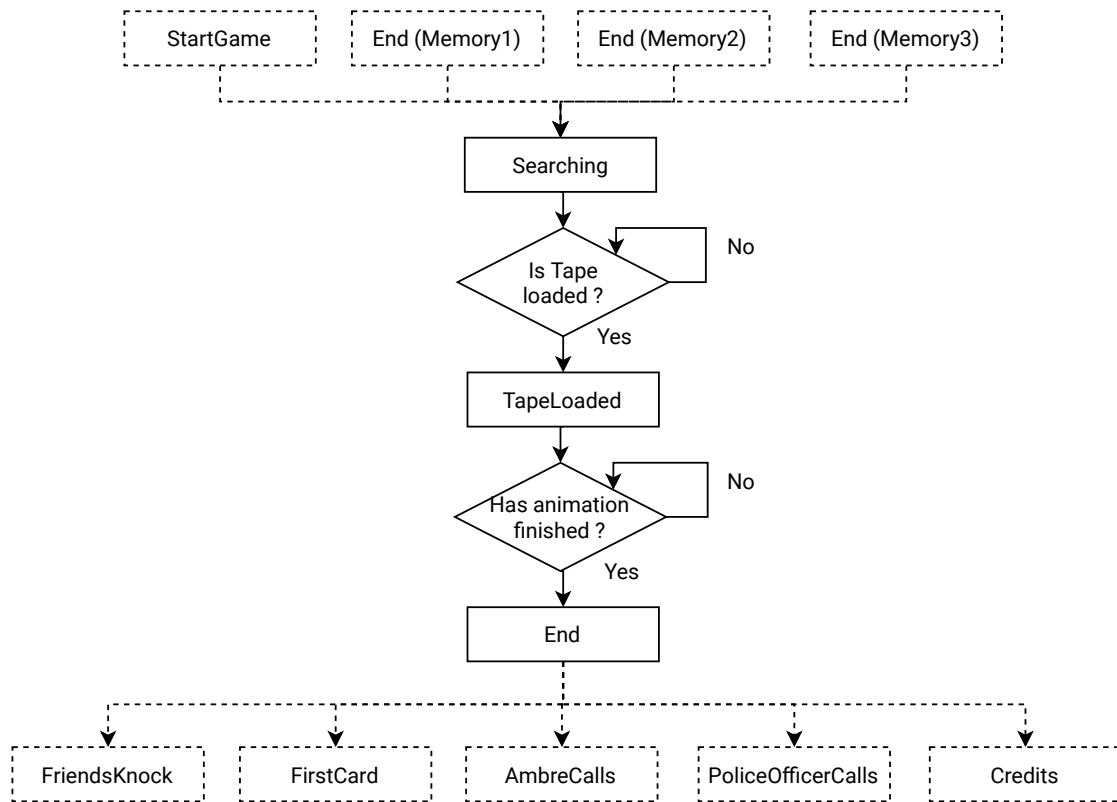 StartGame
End (Memory1)
End (Memory2)
End (Memory3)
Searching
No
Is Tape
loaded ?
Yes
TapeLoaded
No
Has animation
finished ?
Yes
End
FriendsKnock
FirstCard
AmbreCalls
PoliceOfficerCalls
Credits